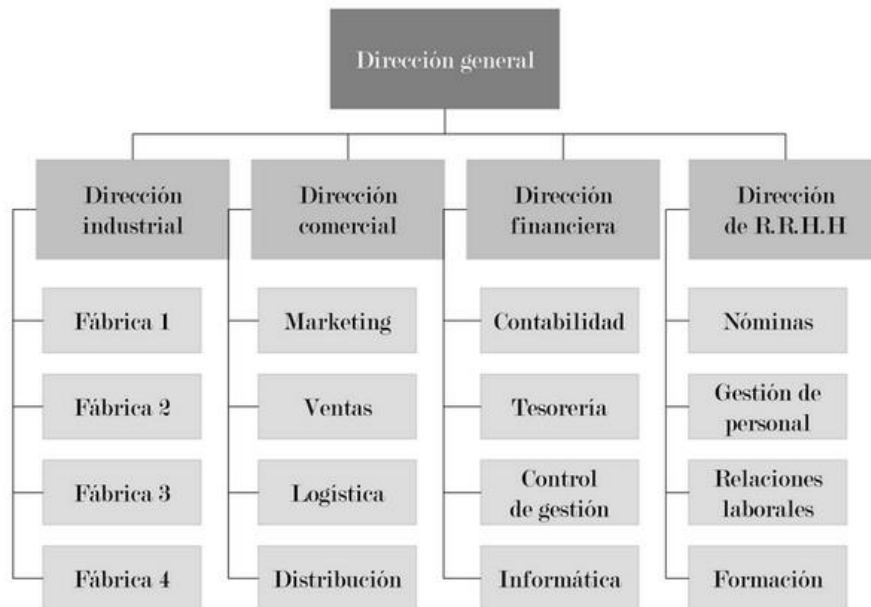 Dirección general
Dirección
industrial
Dirección
comercial
Dirección
financiera
Dirección
de R.R.H.H
Fábrica 1
Marketing
Contabilidad
Nóminas
Fábrica 2
Ventas
Tesorería
Gestión de
personal
Fábrica 3
Logística
Control
de gestión
Relaciones
laborales
Fábrica 4
Distribución
Informática
Formación